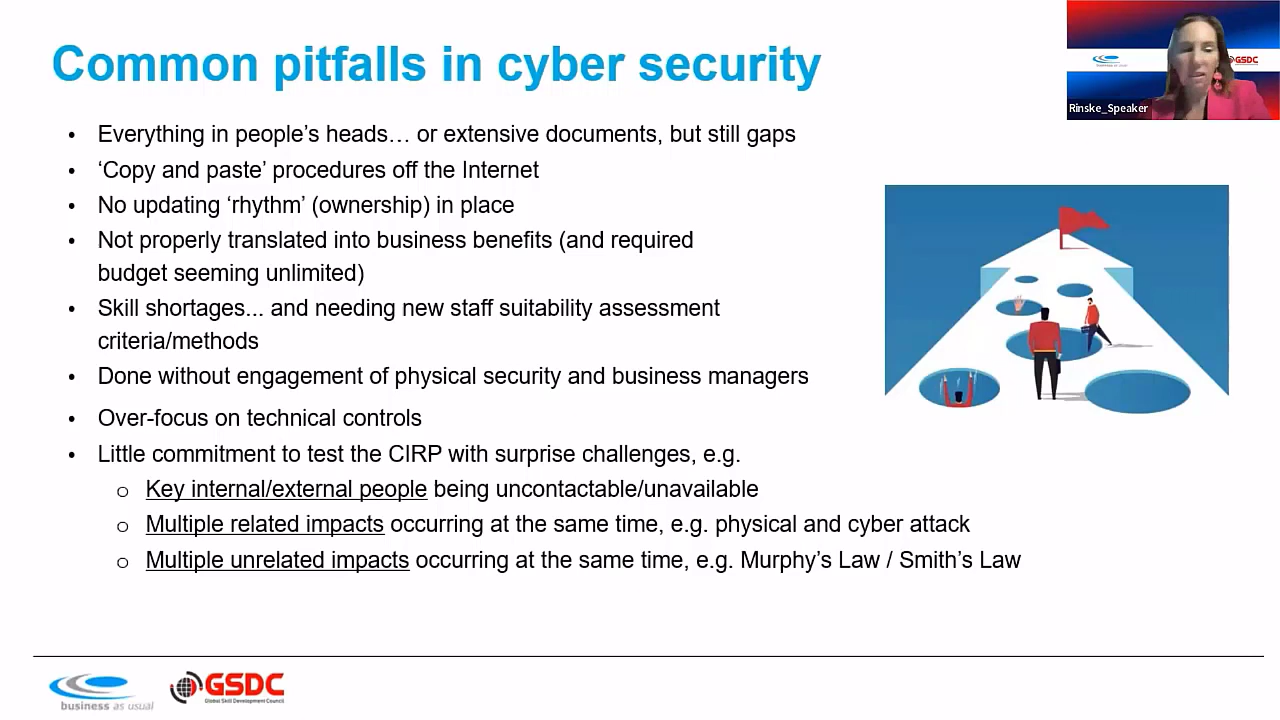 Common pitfalls in cyber security
GSDC
Rinske_Speaker
• Everything in people’s heads… or extensive documents, but still gaps
• ‘Copy and paste’ procedures off the Internet
• No updating ‘rhythm’ (ownership) in place
• Not properly translated into business benefits (and required
budget seeming unlimited)
• Skill shortages... and needing new staff suitability assessment
criteria/methods
• Done without engagement of physical security and business managers
• Over-focus on technical controls
• Little commitment to test the CIRP with surprise challenges, e.g.
o Key internal/external people being uncontactable/unavailable
o Multiple related impacts occurring at the same time, e.g. physical and cyber attack
o Multiple unrelated impacts occurring at the same time, e.g. Murphy’s Law / Smith’s Law
business as usual
GSDC
Global Skill Development Council